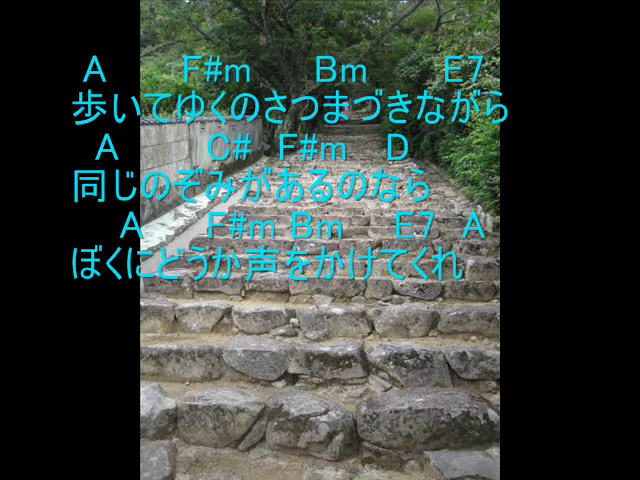 A F#m Bm E7
歩いてゆくのさつまづきながら
A C# F#m D
同じのぞみがあるのなら
A F#m Bm E7 A
ぼくにどうか声をかけてくれ